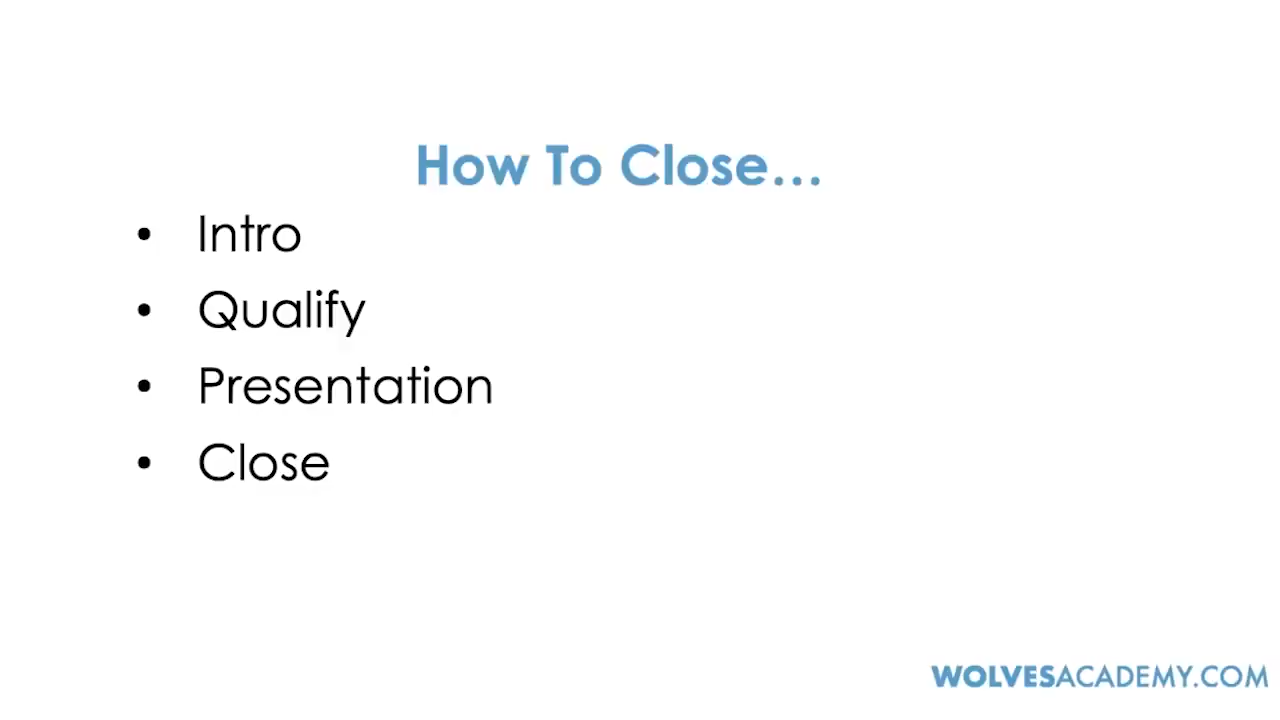 How To Close...
• Intro
• Qualify
• Presentation
• Close
WOLVESACADEMY.COM